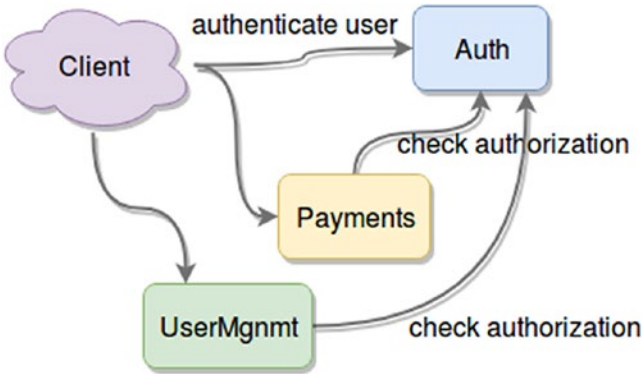 authenticate user
Client
Auth
check authorization
Payments
UserMgnmt
check authorization